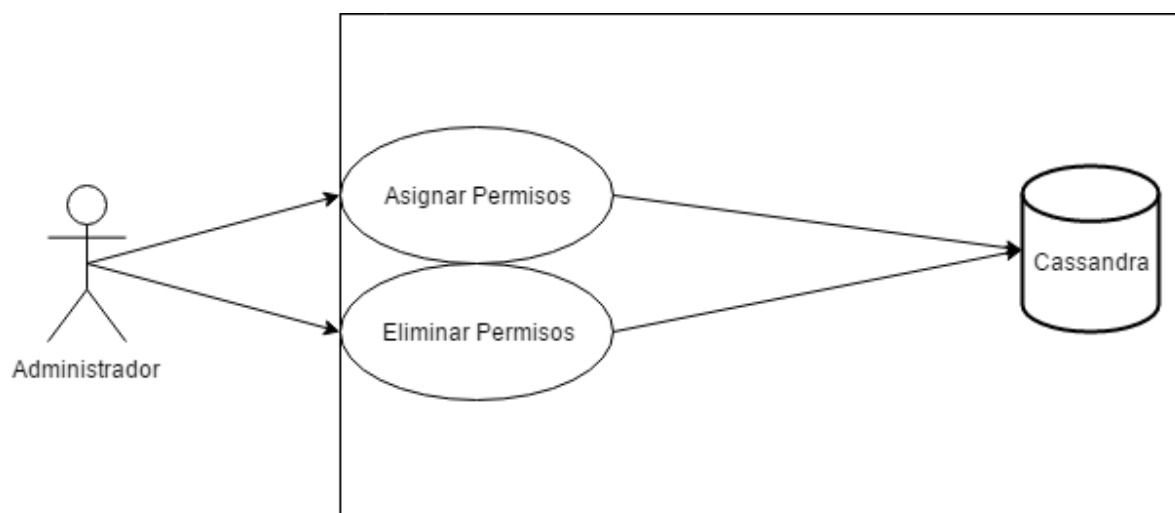 Asignar Permisos
Cassandra
Eliminar Permisos
Administrador